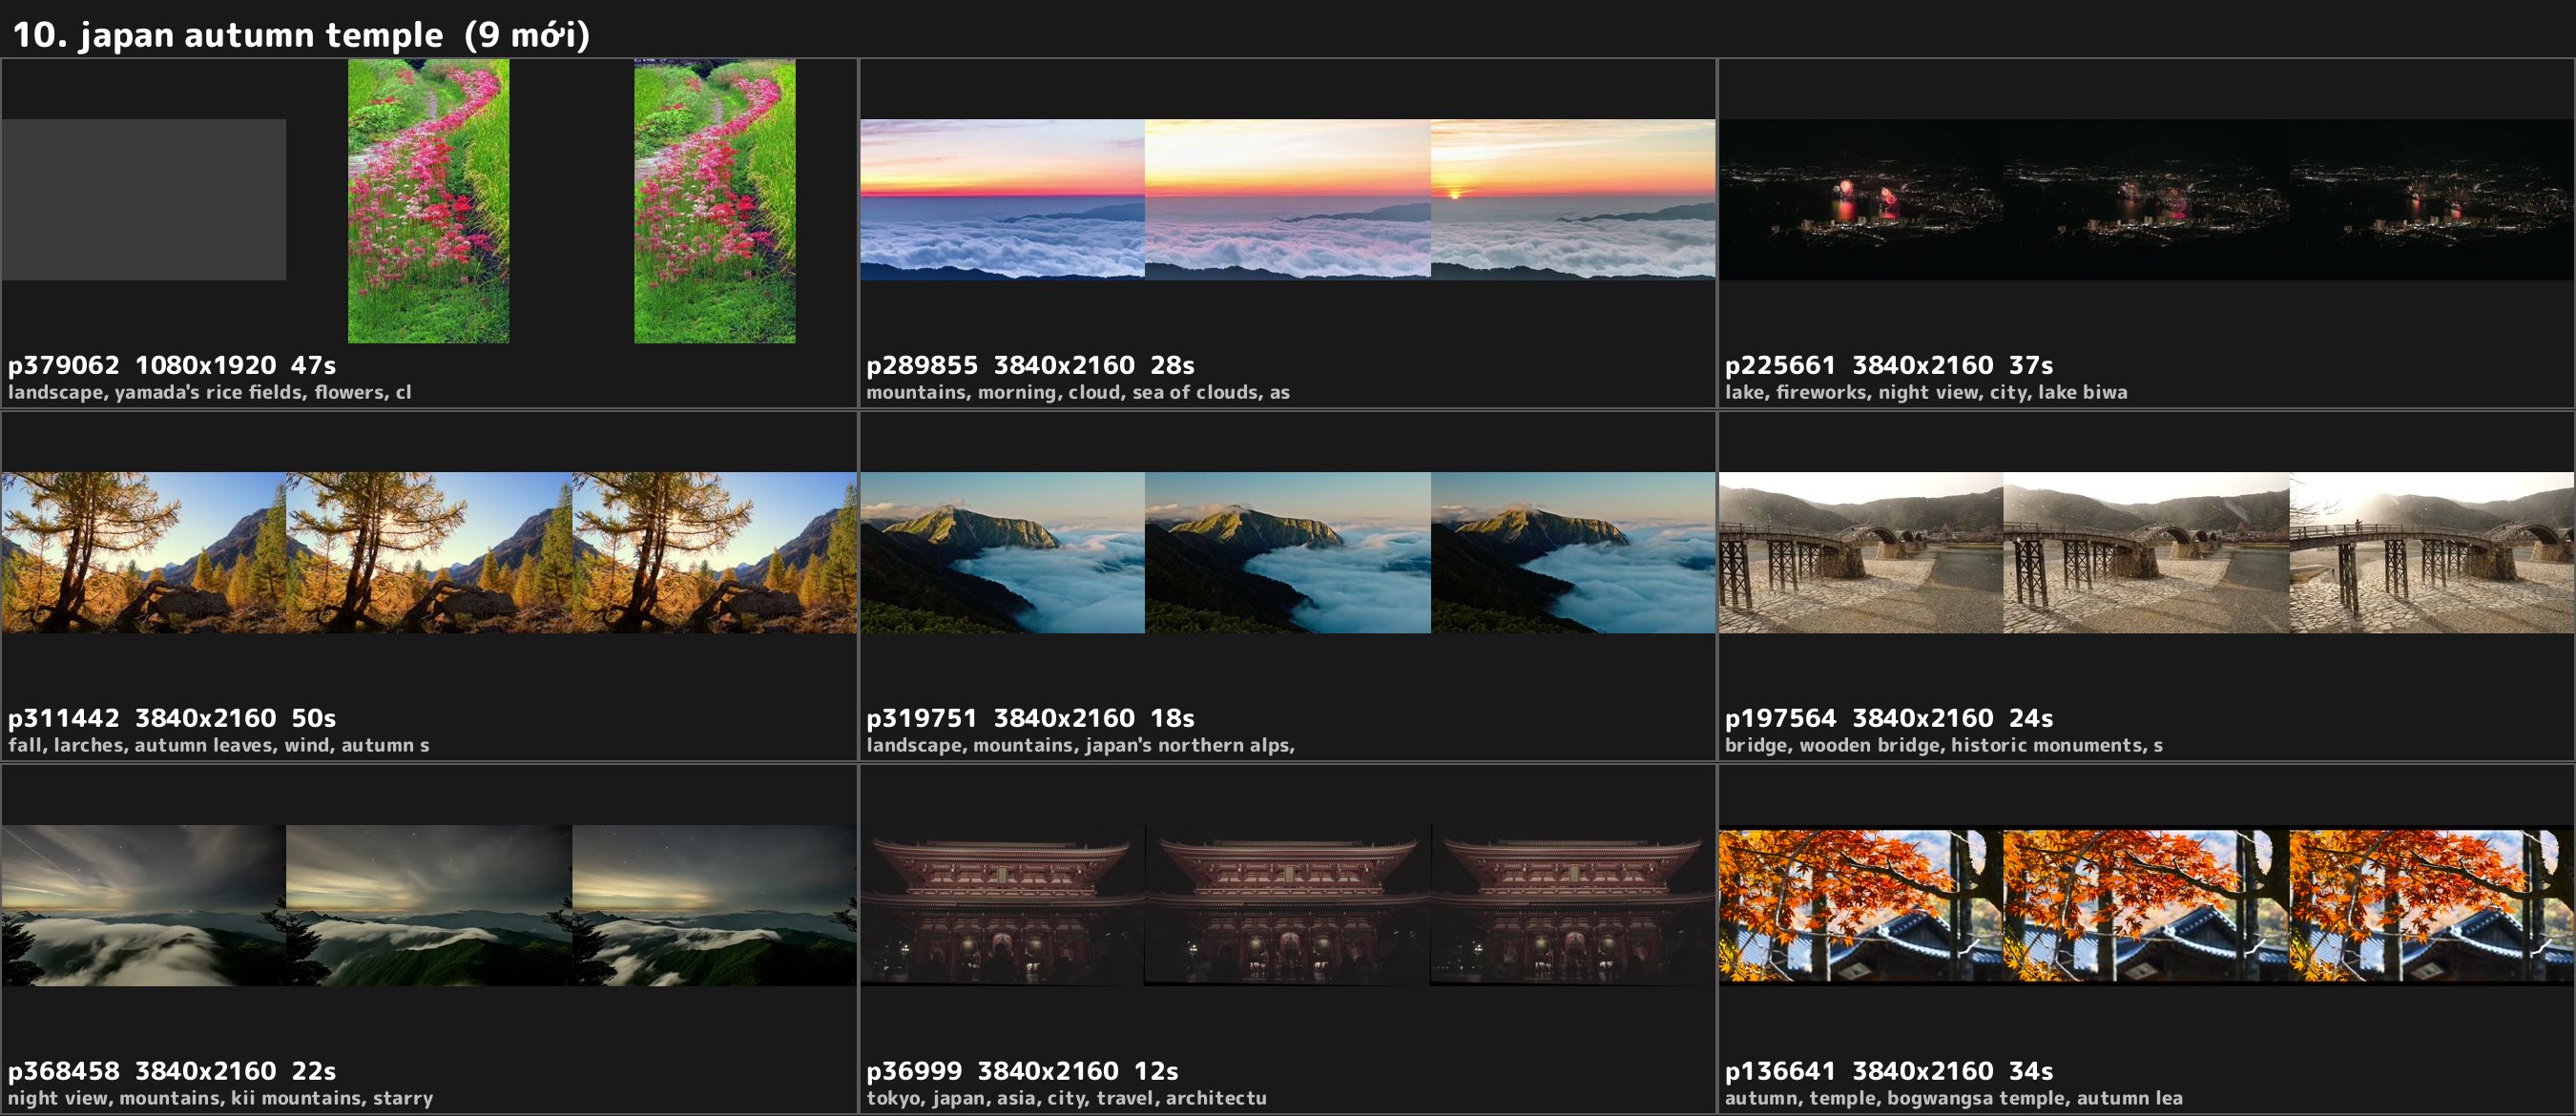 10. japan autumn temple (9 mới)
p379062 1080x1920 47s
landscape, yamada's rice fields, flowers, cl
p289855 3840x2160 28s
mountains, morning, cloud, sea of clouds, as
p225661 3840x2160 37s
lake, fireworks, night view, city, lake biwa
p311442 3840x2160 50s
fall, larches, autumn leaves, wind, autumn s
p319751 3840x2160 18s
landscape, mountains, japan's northern alps,
p197564 3840x2160 24s
bridge, wooden bridge, historic monuments, s
p368458 3840x2160 22s
night view, mountains, kii mountains, starry
p36999 3840x2160 12s
tokyo, japan, asia, city, travel, architectu
p136641 3840x2160 34s
autumn, temple, bogwangsa temple, autumn lea